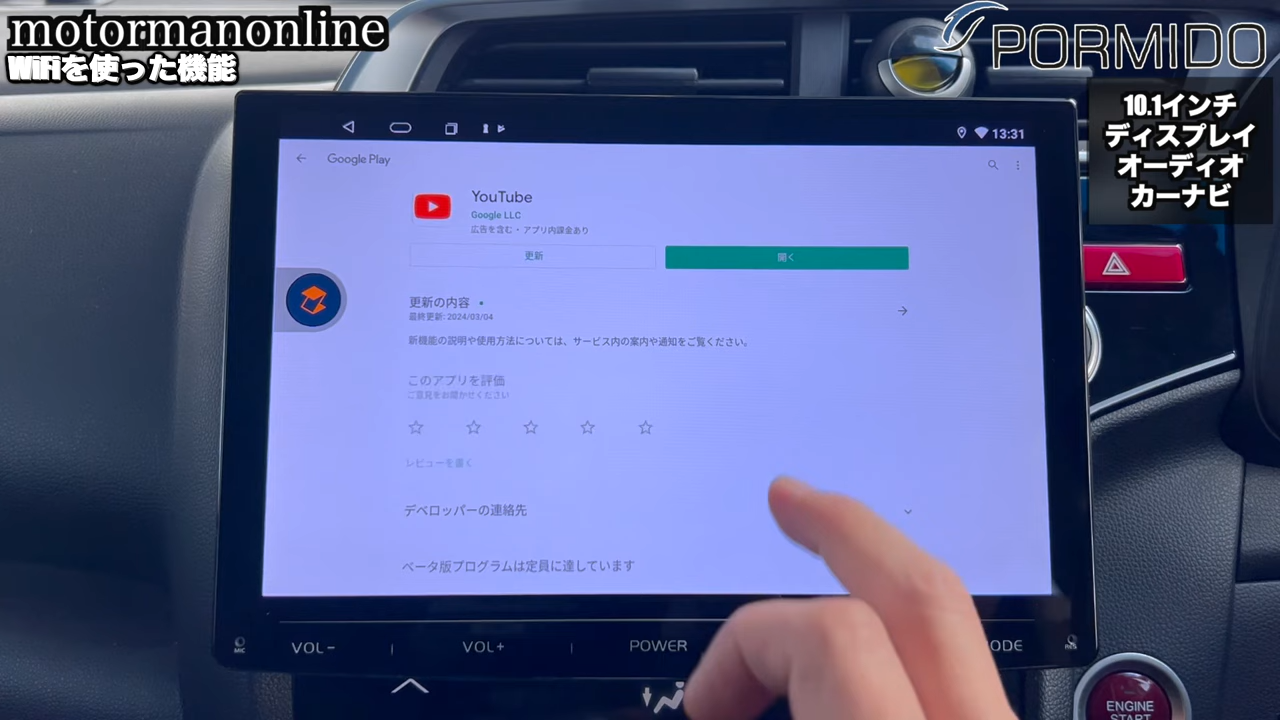 motormanonline
WiFiを使った機能
PORMIDO
10.1インチ
ディスプレイ
オーディオ
カーナビ
13:31
Google Play
YouTube
Google LLC
広告を含む・アプリ内課金あり
更新
開く
更新の内容
最終更新: 2024/03/04
新機能の説明や使用方法については、サービス内の案内や通知をご覧ください。
このアプリを評価
ご意見をお聞かせください
レビューを書く
デベロッパーの連絡先
ベータ版プログラムは定員に達しています
MIC
VOL−
VOL+
POWER
ODE
ENGINE
START